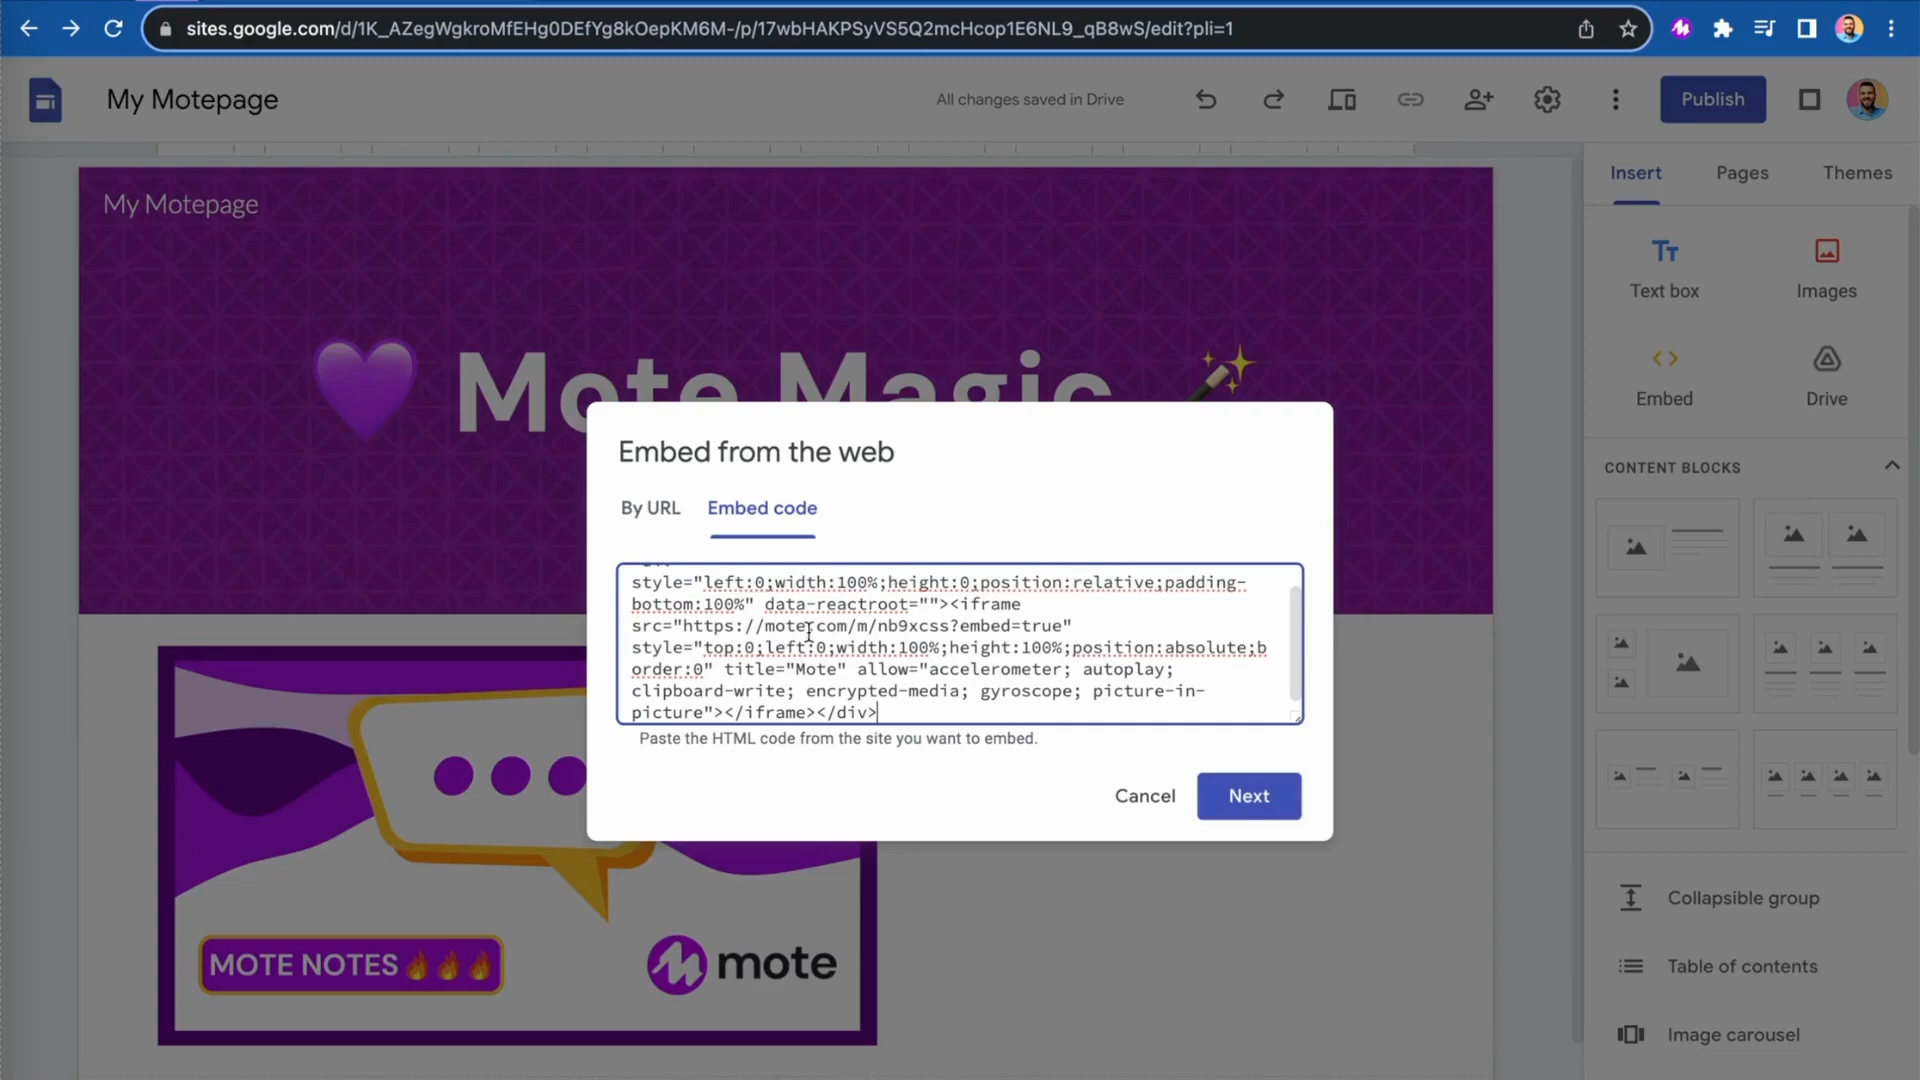 sites.google.com/d/1K_AZegWgkroMfEHg0DEfYg8kOepKM6M-/p/17wbHAKPSyVS5Q2mcHcop1E6NL9_qB8wS/edit?pli=1
My Motepage
All changes saved in Drive
Publish
Insert
Pages
Themes
My Motepage
Mote Magic
Tт
Text box
Images
Embed
Drive
Embed from the web
By URL
Embed code
style="left:0;width:100%;height:0;position:relative;padding-
bottom:100%" data-reactroot=""><iframe
src="https://mote.com/m/nb9xcss?embed=true"
style="top:0;left:0;width:100%;height:100%;position:absolute;b
order:0" title="Mote" allow="accelerometer; autoplay;
clipboard-write; encrypted-media; gyroscope; picture-in-
picture"></iframe></div>
Paste the HTML code from the site you want to embed.
Cancel
Next
CONTENT BLOCKS
Collapsible group
Table of contents
Image carousel
MOTE NOTES 🔥🔥🔥
mote